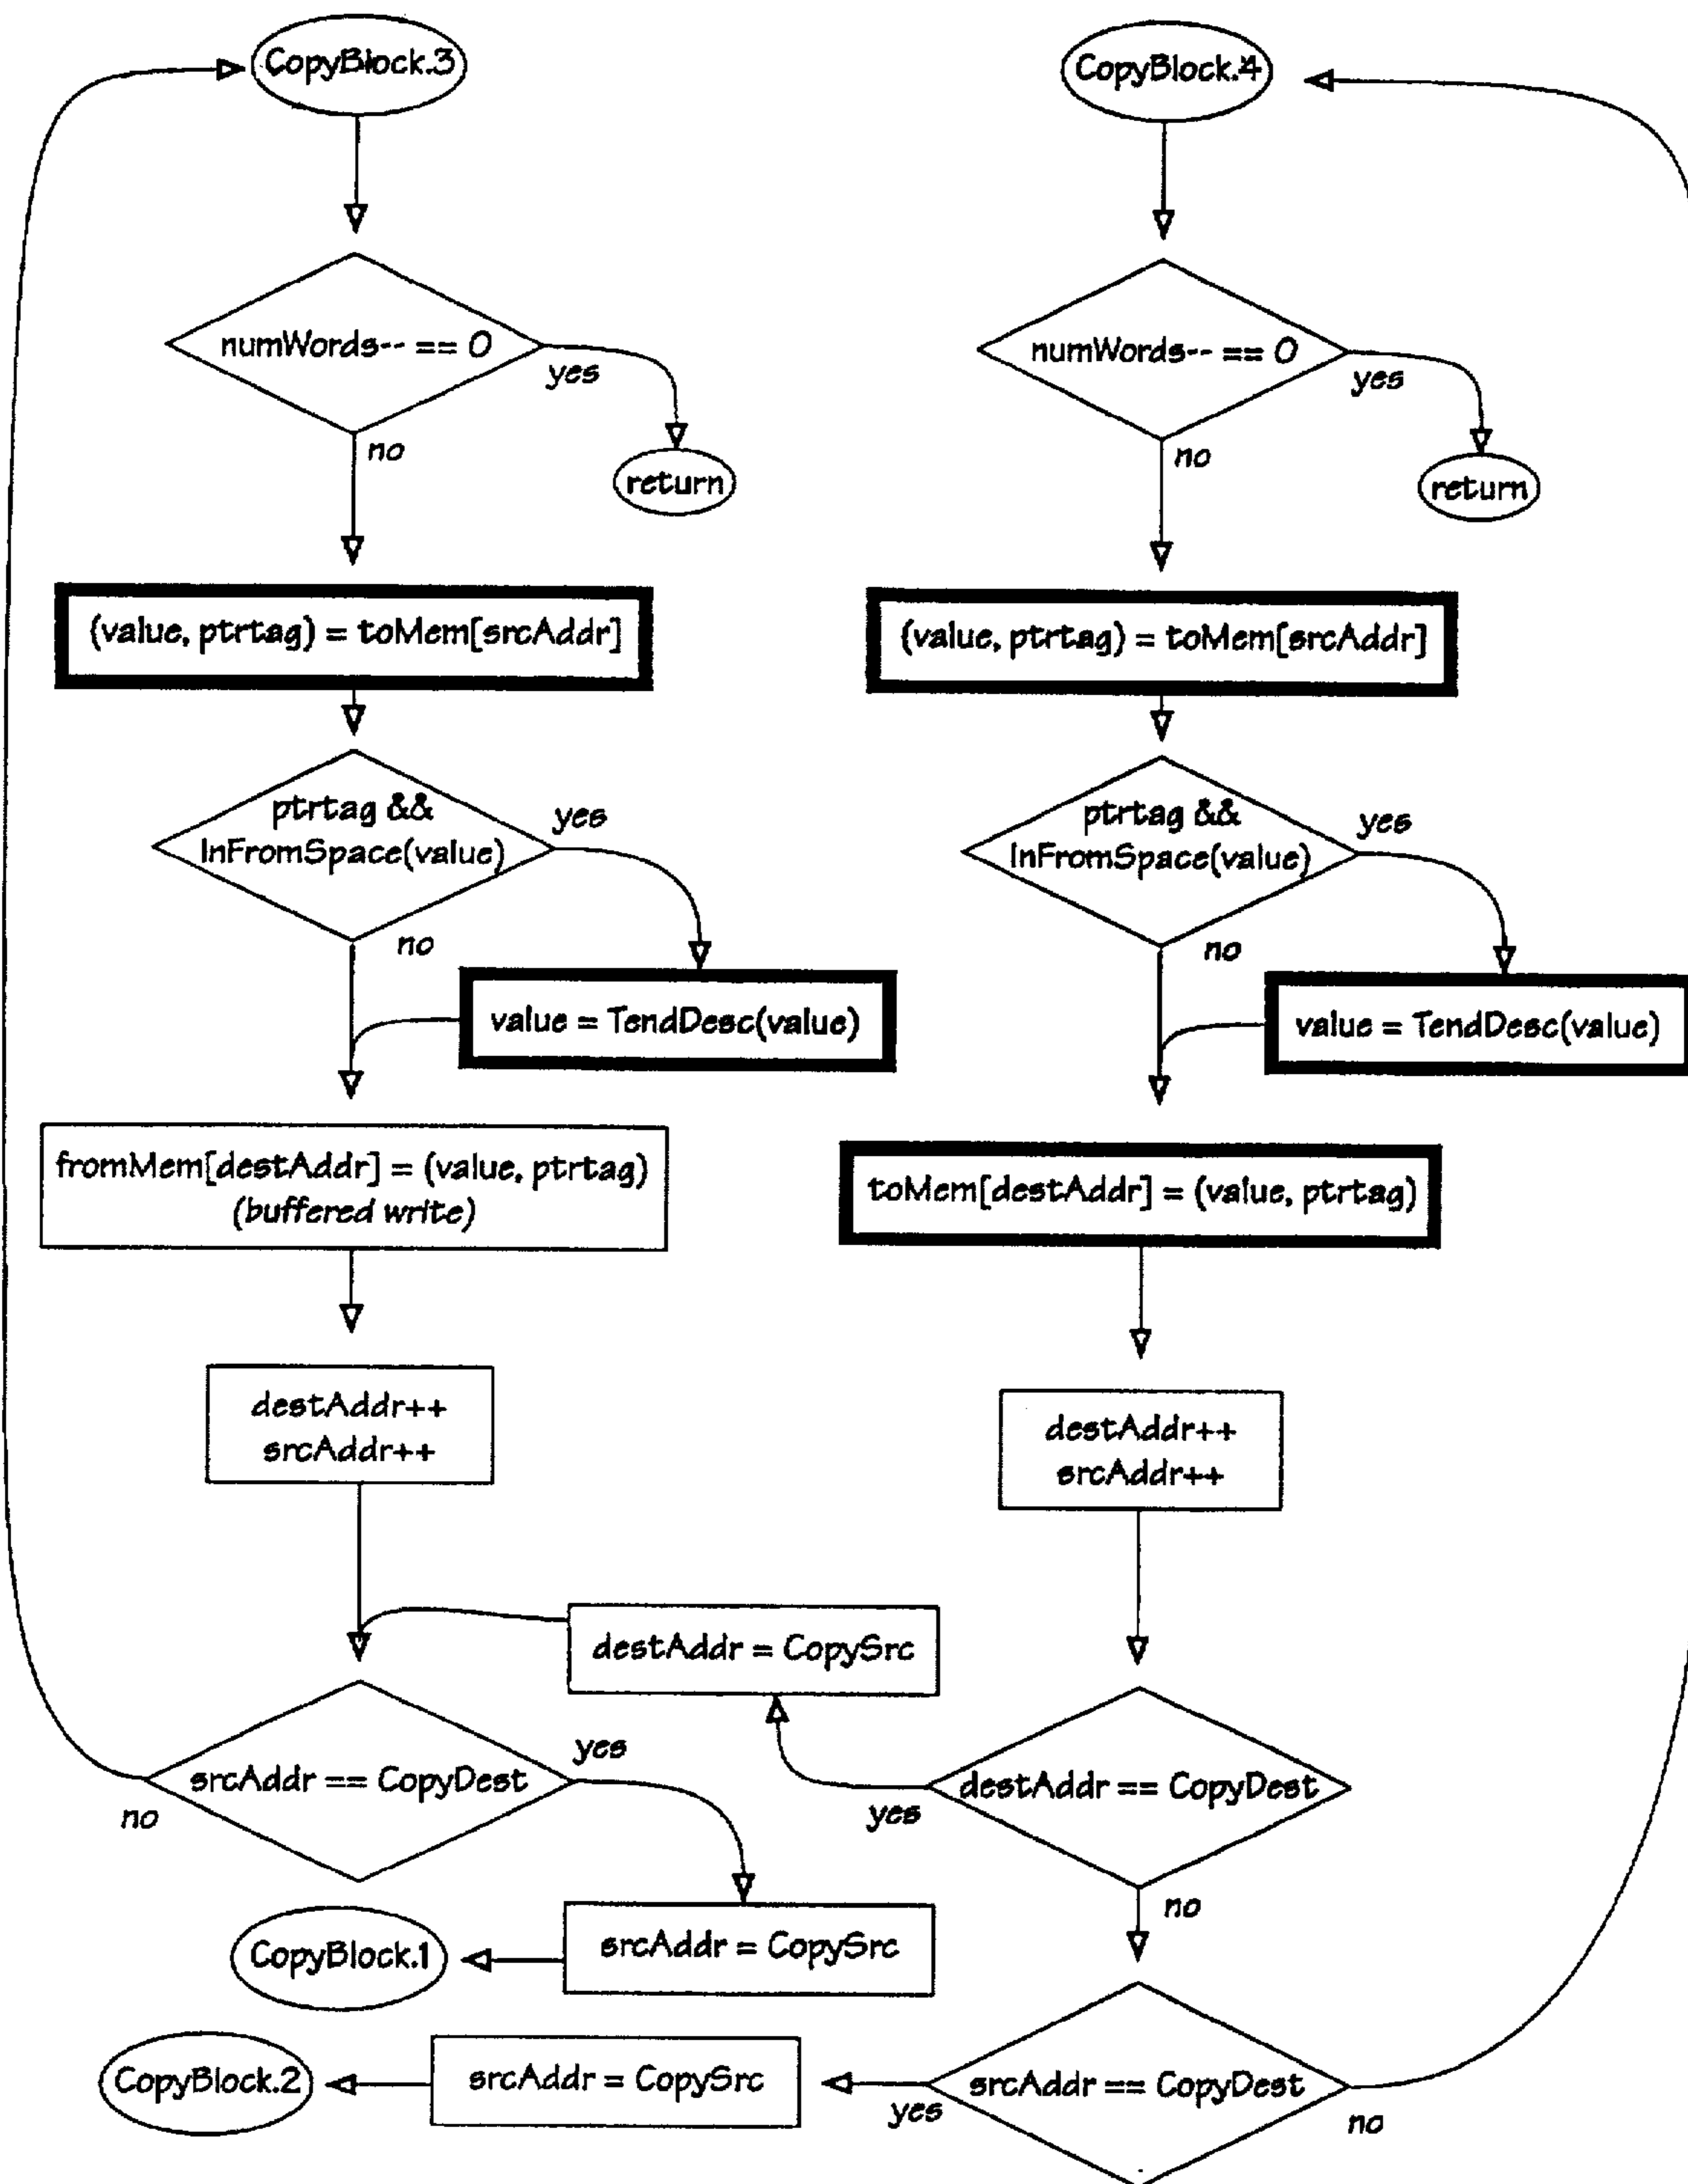 CopyBlock.3
numWords-- == 0
yes
no
return
(value, ptrtag) = toMem[srcAddr]
ptrtag &&
InFromSpace(value)
yes
no
value = TendDesc(value)
fromMem[destAddr] = (value, ptrtag)
(buffered write)
destAddr++
srcAddr++
destAddr = CopySrc
srcAddr == CopyDest
yes
no
srcAddr = CopySrc
CopyBlock.1
CopyBlock.4
numWords-- == 0
yes
no
return
(value, ptrtag) = toMem[srcAddr]
ptrtag &&
InFromSpace(value)
yes
no
value = TendDesc(value)
toMem[destAddr] = (value, ptrtag)
destAddr++
srcAddr++
destAddr == CopyDest
yes
no
srcAddr == CopyDest
yes
no
srcAddr = CopySrc
CopyBlock.2